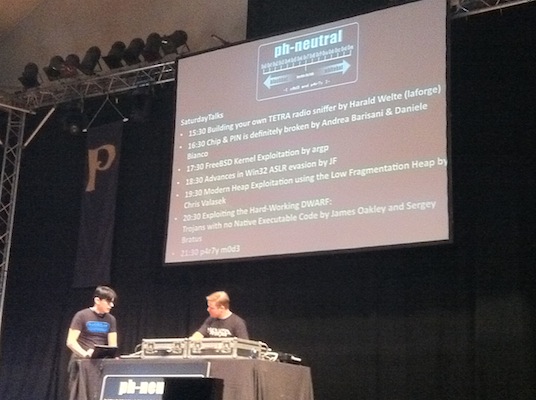 ph-neutral
SaturdayTalks
• 15:30 Building your own TETRA radio sniffer by Harald Welte (laforge)
• 16:30 Chip & PIN is definitely broken by Andrea Barisani & Daniele
Bianco
• 17:30 FreeBSD Kernel Exploitation by argp
• 18:30 Advances in Win32 ASLR evasion by JF
• 19:30 Modern Heap Exploitation using the Low Fragmentation Heap by
Chris Valasek
• 20:30 Exploiting the Hard-Working DWARF:
Trojans with no Native Executable Code by James Oakley and Sergey
Bratus
• 21:30 p4r7y m0d3
P
ph-neutral